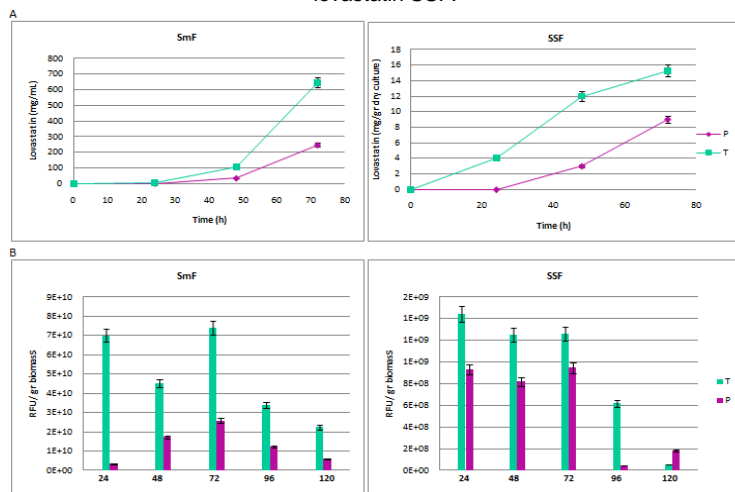 lovastatin SSF.
A
SmF
Lovastatin (mg/mL)
800
700
600
500
400
300
200
100
0
0 10 20 30 40 50 60 70 80
Time (h)
SSF
Lovastatin (mg/gr dry culture)
18
16
14
12
10
8
6
4
2
0
0 20 40 60 80
Time (h)
P
T
B
SmF
RFU/ gr biomass
9E+10
8E+10
7E+10
6E+10
5E+10
4E+10
3E+10
2E+10
1E+10
0E+00
24 48 72 96 120
SSF
RFU/ gr biomass
2E+09
1E+09
1E+09
1E+09
8E+08
6E+08
4E+08
2E+08
0E+00
24 48 72 96 120
T
P